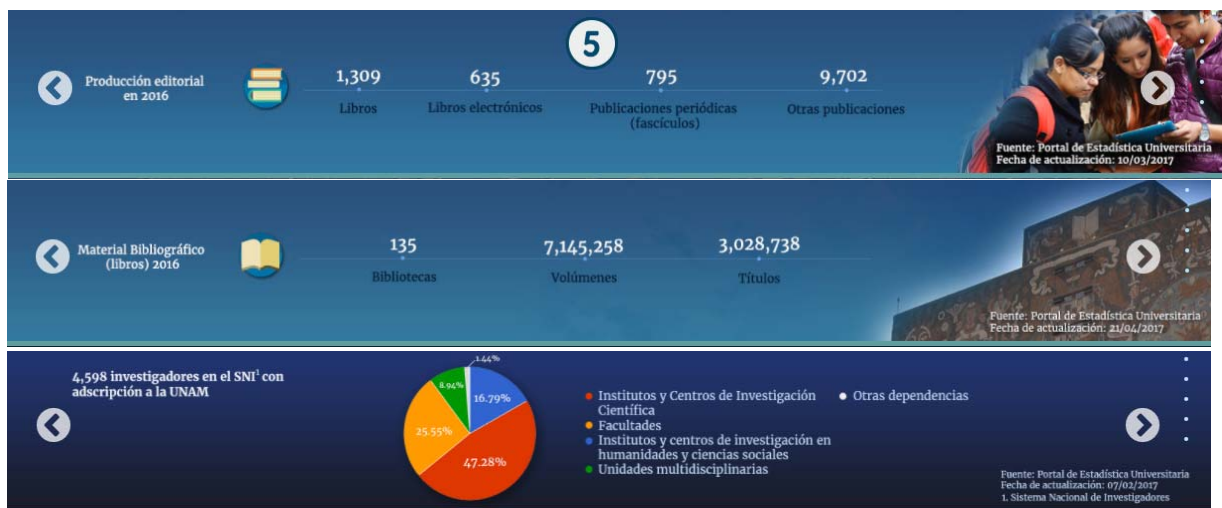 5
Producción editorial
en 2016
1,309
635
795
9,702
Libros
Libros electrónicos
Publicaciones periódicas
(fascículos)
Otras publicaciones
Fuente: Portal de Estadística Universitaria
Fecha de actualización: 10/03/2017
Material Bibliográfico
(libros) 2016
135
7,145,258
3,028,738
Bibliotecas
Volúmenes
Títulos
Fuente: Portal de Estadística Universitaria
Fecha de actualización: 21/04/2017
4,598 investigadores en el SNI¹ con
adscripción a la UNAM
1.44%
8.94%
16.79%
25.55%
47.28%
Institutos y Centros de Investigación
Científica
Facultades
Institutos y centros de investigación en
humanidades y ciencias sociales
Unidades multidisciplinarias
Otras dependencias
Fuente: Portal de Estadística Universitaria
Fecha de actualización: 07/02/2017
1. Sistema Nacional de Investigadores